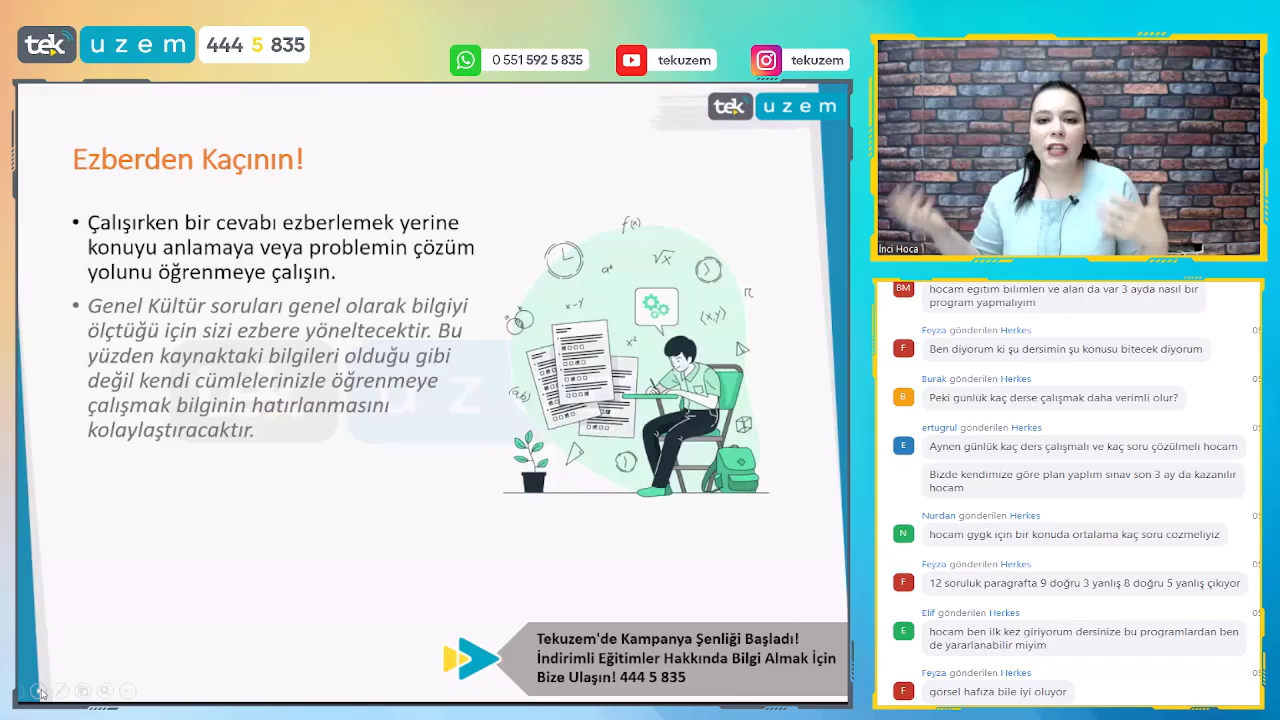 tek uzem 444 5 835
0 551 592 5 835
tekuzem
tekuzem
tek uzem
Ezberden Kaçının!
• Çalışırken bir cevabı ezberlemek yerine
konuyu anlamaya veya problemin çözüm
yolunu öğrenmeye çalışın.
• Genel Kültür soruları genel olarak bilgiyi
ölçtüğü için sizi ezbere yöneltecektir. Bu
yüzden kaynaktaki bilgileri olduğu gibi
değil kendi cümlelerinizle öğrenmeye
çalışmak bilginin hatırlanmasını
kolaylaştıracaktır.
f(x)
√x
x-y
x²
(x,y)
π
(a,b)
Tekuzem'de Kampanya Şenliği Başladı!
İndirimli Eğitimler Hakkında Bilgi Almak İçin
Bize Ulaşın! 444 5 835
İnci Hoca
BM
hocam egitim bilimleri ve alan da var 3 ayda nasil bir
program yapmalıyim
Feyza gönderilen Herkes
F
Ben diyorum ki şu dersimin şu konusu bitecek diyorum
Burak gönderilen Herkes
B
Peki günlük kaç derse çalışmak daha verimli olur?
ertugrul gönderilen Herkes
E
Aynen günlük kaç ders çalışmalı ve kaç soru çözülmeli hocam
Bizde kendimize göre plan yaplım sınav son 3 ay da kazanılır
hocam
Nurdan gönderilen Herkes
N
hocam gygk için bir konuda ortalama kaç soru cozmeliyiz
Feyza gönderilen Herkes
F
12 soruluk paragrafta 9 doğru 3 yanlış 8 doğru 5 yanlış çıkıyor
Elif gönderilen Herkes
E
hocam ben ilk kez giriyorum dersinize bu programlardan ben
de yararlanabilir miyim
Feyza gönderilen Herkes
F
görsel hafıza bile iyi oluyor